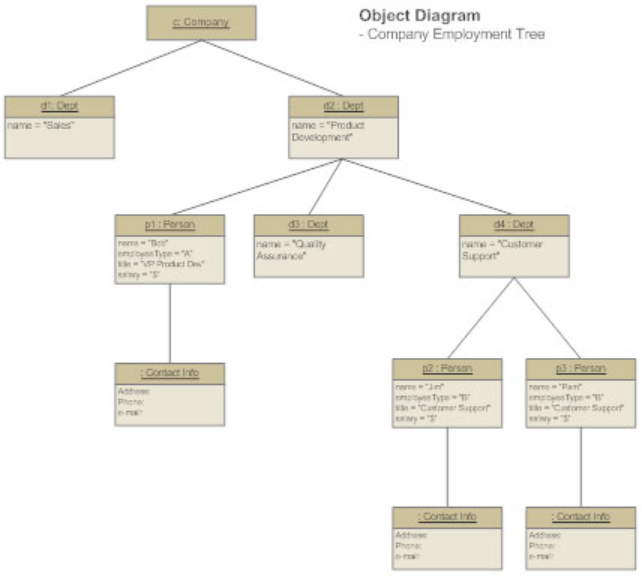 Object Diagram
- Company Employment Tree
c: Company
d1: Dept
name = "Sales"
d2: Dept
name = "Product
Development"
p1 : Person
name = "Bob"
employeeType = "A"
title = "VP Product Dev"
salary = "$"
d3: Dept
name = "Quality
Assurance"
d4: Dept
name = "Customer
Support"
: Contact Info
Address:
Phone:
e-mail:
p2 : Person
name = "Jim"
employeeType = "B"
title = "Customer Support"
salary = "$"
p3 : Person
name = "Pam"
employeeType = "B"
title = "Customer Support"
salary = "$"
: Contact Info
Address:
Phone:
e-mail:
: Contact Info
Address:
Phone:
e-mail: